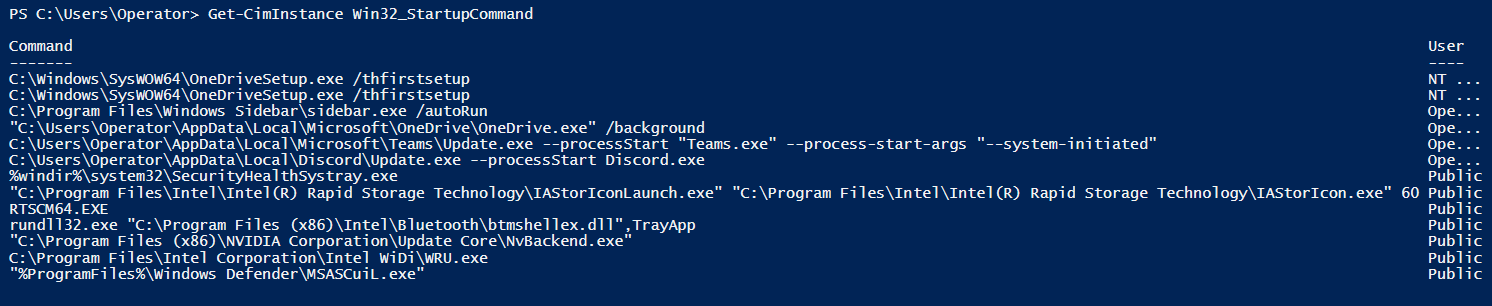 PS C:\Users\Operator> Get-CimInstance Win32_StartupCommand
Command User
------- ----
C:\Windows\SysWOW64\OneDriveSetup.exe /thfirstsetup NT ...
C:\Windows\SysWOW64\OneDriveSetup.exe /thfirstsetup NT ...
C:\Program Files\Windows Sidebar\sidebar.exe /autoRun Ope...
"C:\Users\Operator\AppData\Local\Microsoft\OneDrive\OneDrive.exe" /background Ope...
C:\Users\Operator\AppData\Local\Microsoft\Teams\Update.exe --processStart "Teams.exe" --process-start-args "--system-initiated" Ope...
C:\Users\Operator\AppData\Local\Discord\Update.exe --processStart Discord.exe Ope...
%windir%\system32\SecurityHealthSystray.exe Public
"C:\Program Files\Intel\Intel(R) Rapid Storage Technology\IAStorIconLaunch.exe" "C:\Program Files\Intel\Intel(R) Rapid Storage Technology\IAStorIcon.exe" 60 Public
RTSCM64.EXE Public
rundll32.exe "C:\Program Files (x86)\Intel\Bluetooth\btmshellex.dll",TrayApp Public
"C:\Program Files (x86)\NVIDIA Corporation\Update Core\NvBackend.exe" Public
C:\Program Files\Intel Corporation\Intel WiDi\WRU.exe Public
"%ProgramFiles%\Windows Defender\MSASCuiL.exe" Public